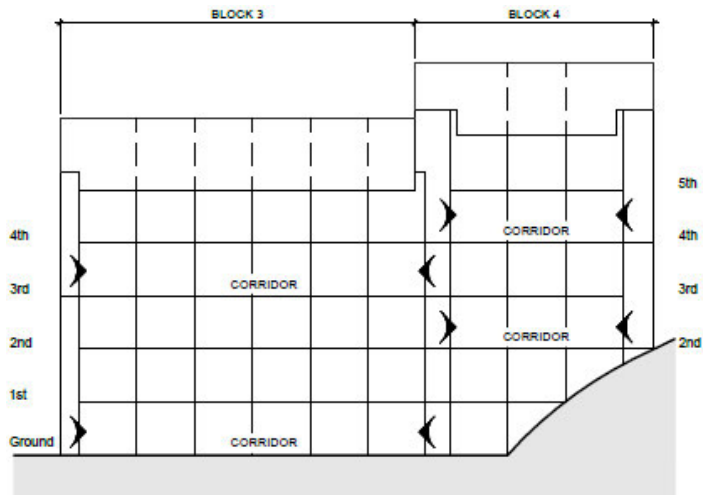 BLOCK 3
BLOCK 4
5th
CORRIDOR
4th
4th
CORRIDOR
3rd
3rd
CORRIDOR
2nd
2nd
1st
Ground
CORRIDOR